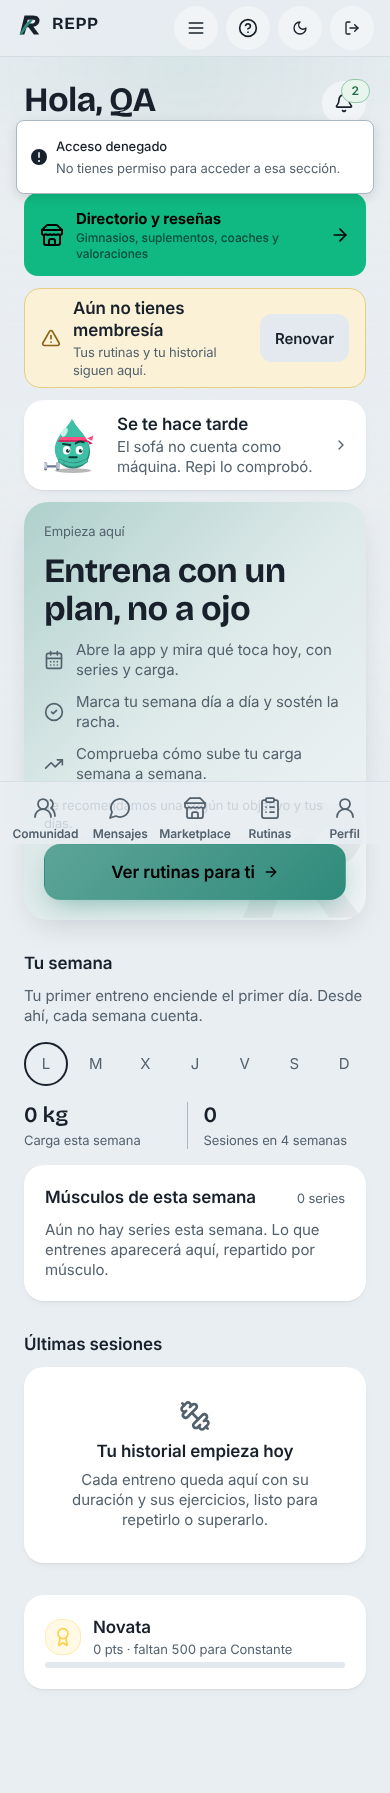 REPP
Hola, QA
2
Acceso denegado
No tienes permiso para acceder a esa sección.
Directorio y reseñas
Gimnasios, suplementos, coaches y
valoraciones
Aún no tienes
membresía
Tus rutinas y tu historial
siguen aquí.
Renovar
Se te hace tarde
El sofá no cuenta como
máquina. Repi lo comprobó.
Empieza aquí
Entrena con un
plan, no a ojo
Abre la app y mira qué toca hoy, con
series y carga.
Marca tu semana día a día y sostén la
racha.
Comprueba cómo sube tu carga
semana a semana.
Te recomendamos una según tu objetivo y tus
días.
Comunidad
Mensajes
Marketplace
Rutinas
Perfil
Ver rutinas para ti
Tu semana
Tu primer entreno enciende el primer día. Desde
ahí, cada semana cuenta.
L M X J V S D
0 kg
Carga esta semana
0
Sesiones en 4 semanas
Músculos de esta semana
0 series
Aún no hay series esta semana. Lo que
entrenes aparecerá aquí, repartido por
músculo.
Últimas sesiones
Tu historial empieza hoy
Cada entreno queda aquí con su
duración y sus ejercicios, listo para
repetirlo o superarlo.
Novata
0 pts · faltan 500 para Constante